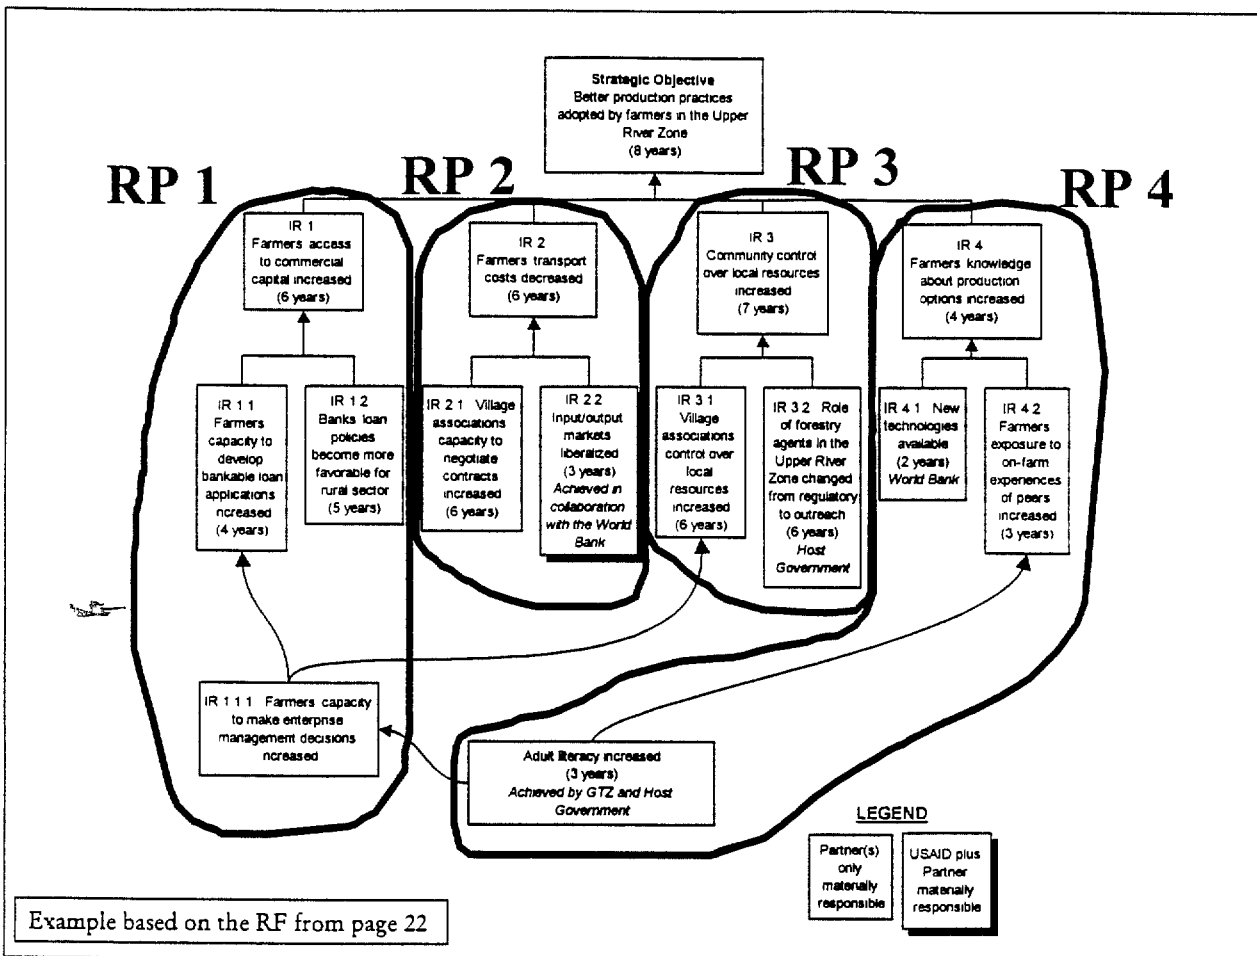 Strategic Objective
Better production practices
adopted by farmers in the Upper
River Zone
(8 years)
RP 1
RP 2
RP 3
RP 4
IR 1
Farmers access
to commercial
capital increased
(6 years)
IR 2
Farmers transport
costs decreased
(6 years)
IR 3
Community control
over local resources
increased
(7 years)
IR 4
Farmers knowledge
about production
options increased
(4 years)
IR 1 1
Farmers
capacity to
develop
bankable loan
applications
ncreased
(4 years)
IR 1 2
Banks loan
policies
become more
favorable for
rural sector
(5 years)
IR 2 1 Village
associations
capacity to
negotiate
contracts
increased
(6 years)
IR 2 2
Input/output
markets
liberalized
(3 years)
Achieved in
collaboration
with the World
Bank
IR 3 1
Village
associations
control over
local
resources
increased
(6 years)
IR 3 2 Role
of forestry
agents in the
Upper River
Zone changed
from regulatory
to outreach
(6 years)
Host
Government
IR 4 1 New
technologies
available
(2 years)
World Bank
IR 4 2
Farmers
exposure to
on-farm
experiences
of peers
increased
(3 years)
IR 1 1 1 Farmers capacity
to make enterprise
management decisions
ncreased
Adult literacy increased
(3 years)
Achieved by GTZ and Host
Government
LEGEND
Partner(s)
only
materially
responsible
USAID plus
Partner
materially
responsible
Example based on the RF from page 22